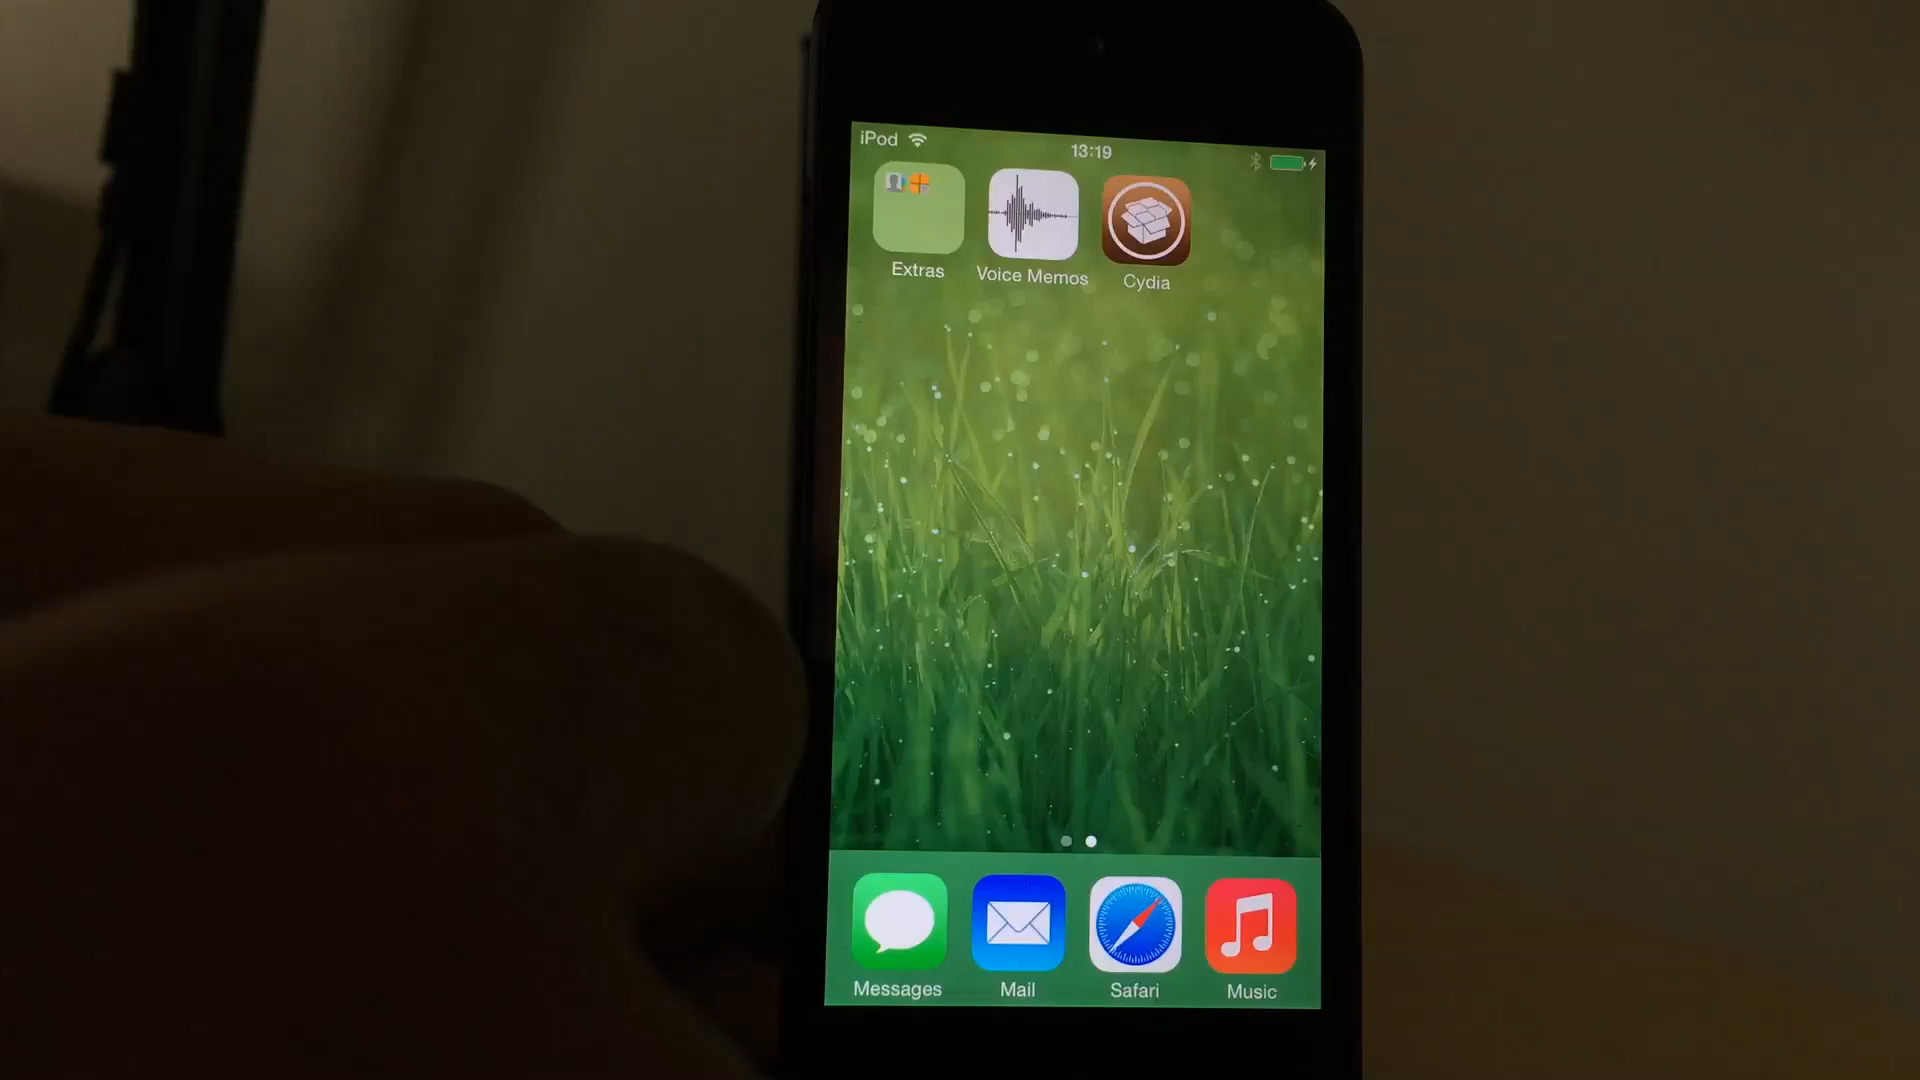 iPod
13:19
Extras
Voice Memos
Cydia
Messages
Mail
Safari
Music